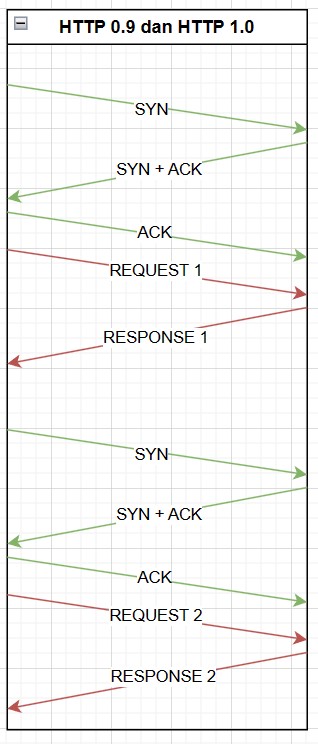 HTTP 0.9 dan HTTP 1.0
SYN
SYN + ACK
ACK
REQUEST 1
RESPONSE 1
SYN
SYN + ACK
ACK
REQUEST 2
RESPONSE 2